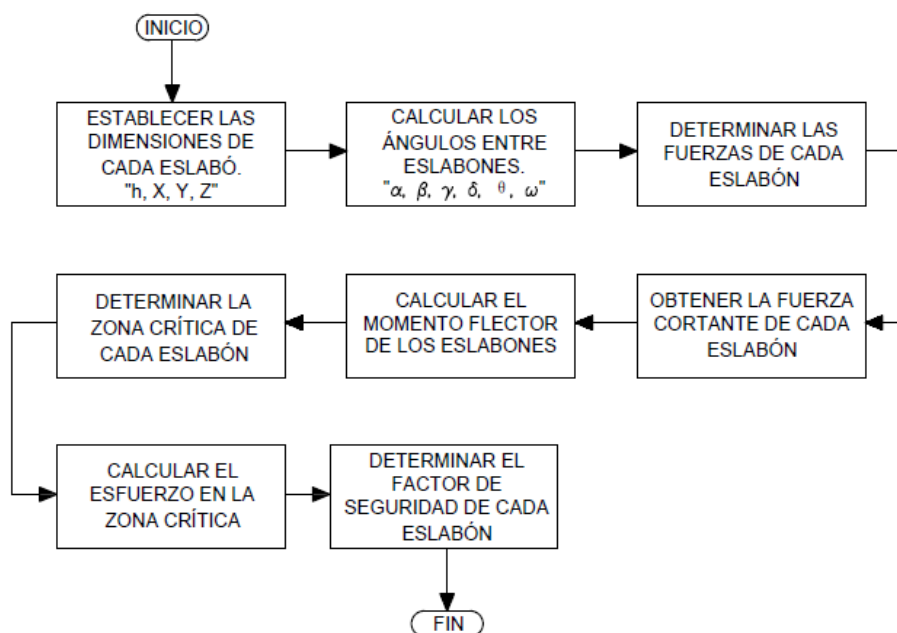 INICIO
ESTABLECER LAS
DIMENSIONES DE
CADA ESLABÓ.
"h, X, Y, Z"
CALCULAR LOS
ÁNGULOS ENTRE
ESLABONES.
"α, β, γ, δ, θ, ω"
DETERMINAR LAS
FUERZAS DE CADA
ESLABÓN
OBTENER LA FUERZA
CORTANTE DE CADA
ESLABÓN
CALCULAR EL
MOMENTO FLECTOR
DE LOS ESLABONES
DETERMINAR LA
ZONA CRÍTICA DE
CADA ESLABÓN
CALCULAR EL
ESFUERZO EN LA
ZONA CRÍTICA
DETERMINAR EL
FACTOR DE
SEGURIDAD DE CADA
ESLABÓN
FIN